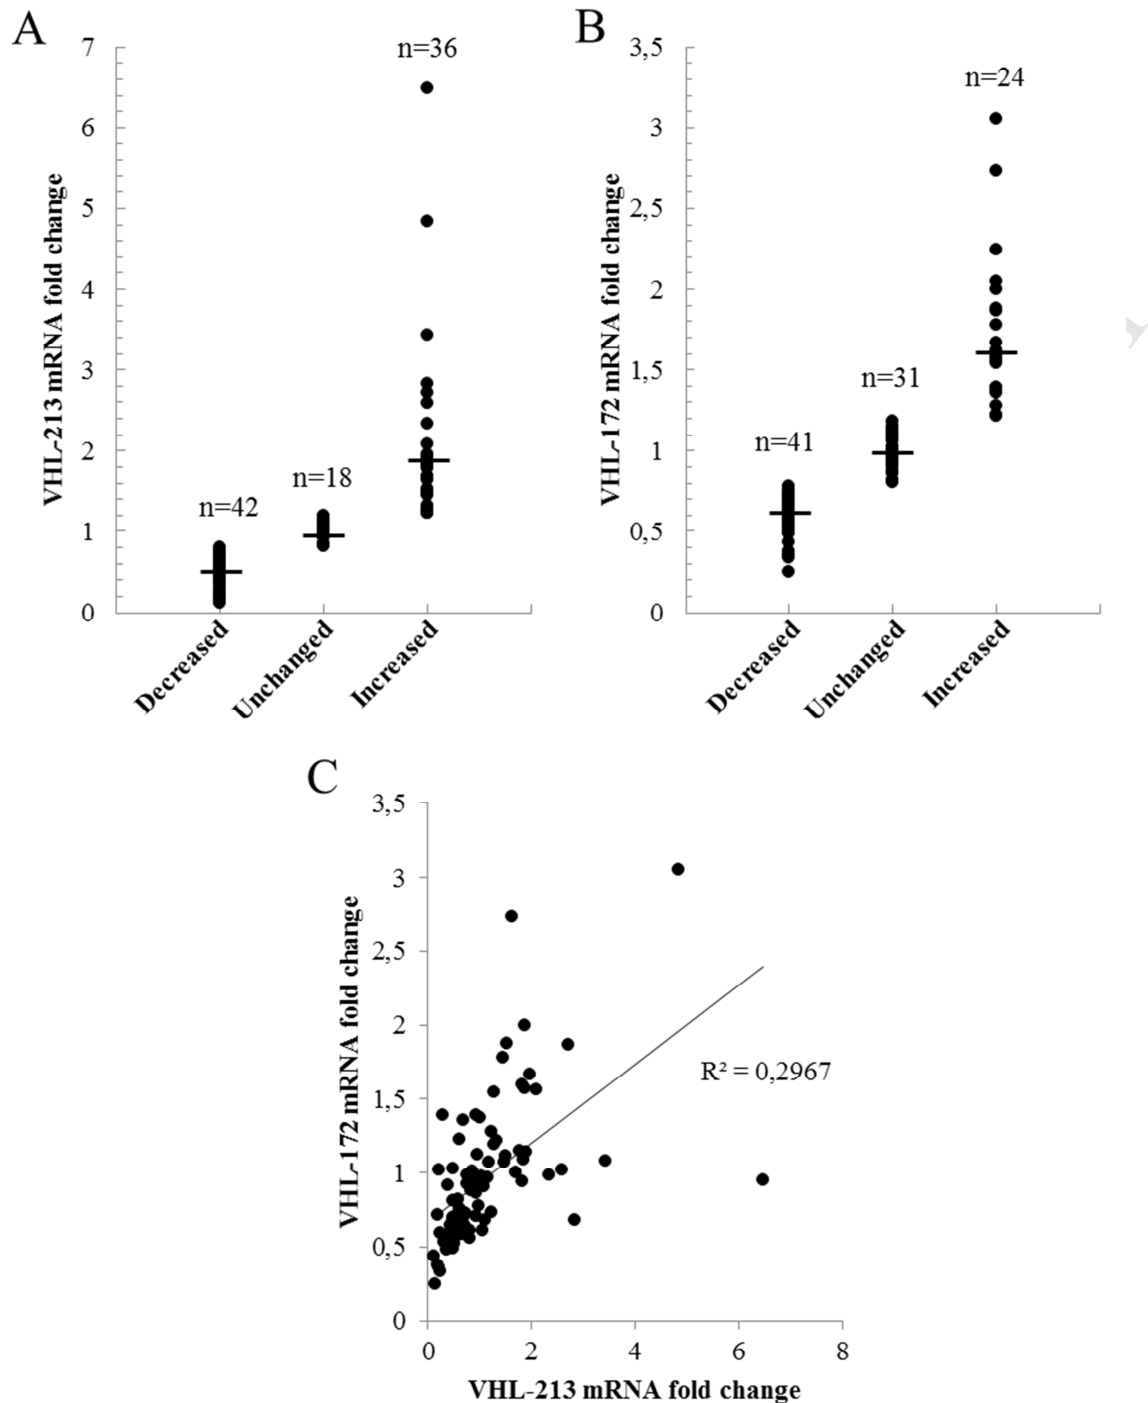 A
VHL-213 mRNA fold change
7
6
5
4
3
2
1
0
n=42
n=18
n=36
Decreased
Unchanged
Increased
B
VHL-172 mRNA fold change
3,5
3
2,5
2
1,5
1
0,5
0
n=41
n=31
n=24
Decreased
Unchanged
Increased
C
VHL-172 mRNA fold change
3,5
3
2,5
2
1,5
1
0,5
0
R² = 0,2967
0 2 4 6 8
VHL-213 mRNA fold change